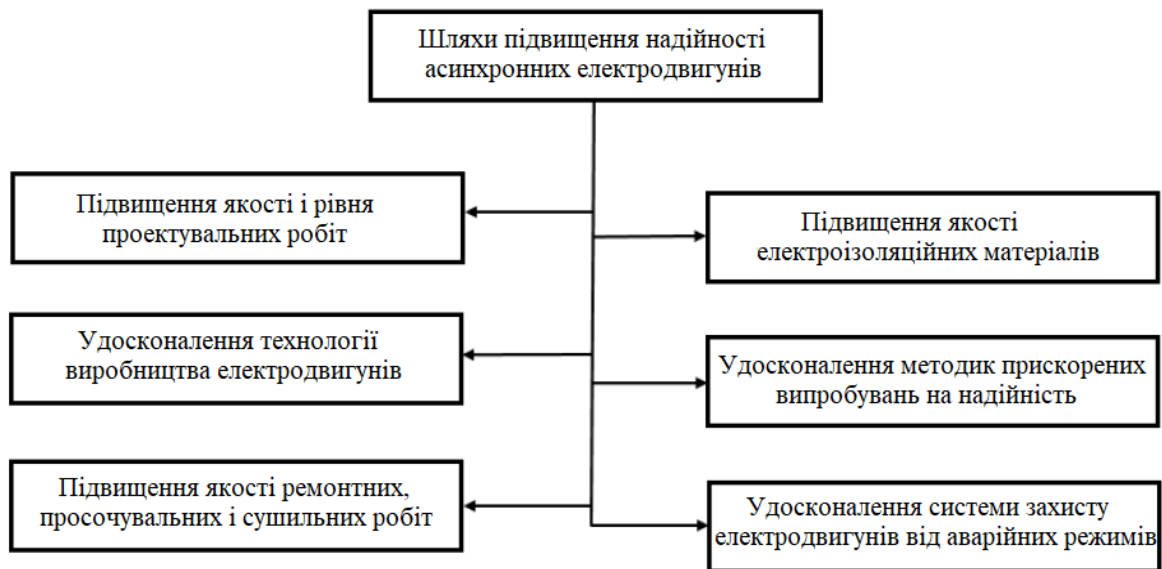 Шляхи підвищення надійності
асинхронних електродвигунів
Підвищення якості і рівня
проектувальних робіт
Підвищення якості
електроізоляційних матеріалів
Удосконалення технології
виробництва електродвигунів
Удосконалення методик прискорених
випробувань на надійність
Підвищення якості ремонтних,
просочувальних і сушильних робіт
Удосконалення системи захисту
електродвигунів від аварійних режимів